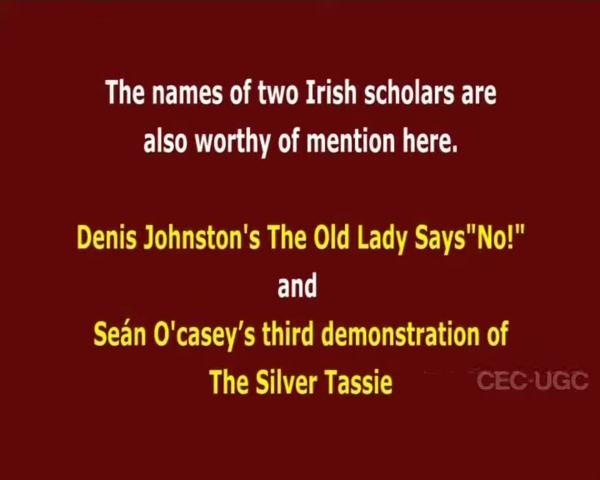 The names of two Irish scholars are
also worthy of mention here.
Denis Johnston's The Old Lady Says"No!"
and
Seán O'casey’s third demonstration of
The Silver Tassie
CEC-UGC